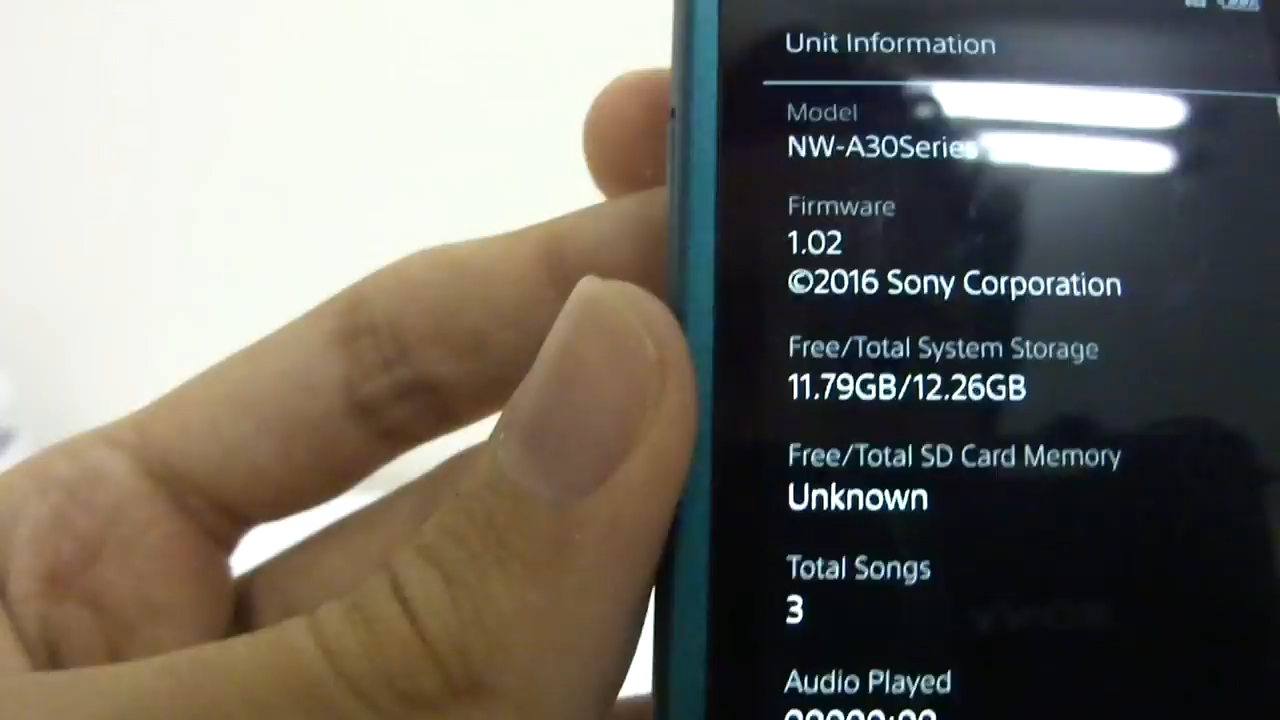 Unit Information
Model
NW-A30Series
Firmware
1.02
©2016 Sony Corporation
Free/Total System Storage
11.79GB/12.26GB
Free/Total SD Card Memory
Unknown
Total Songs
3
Audio Played